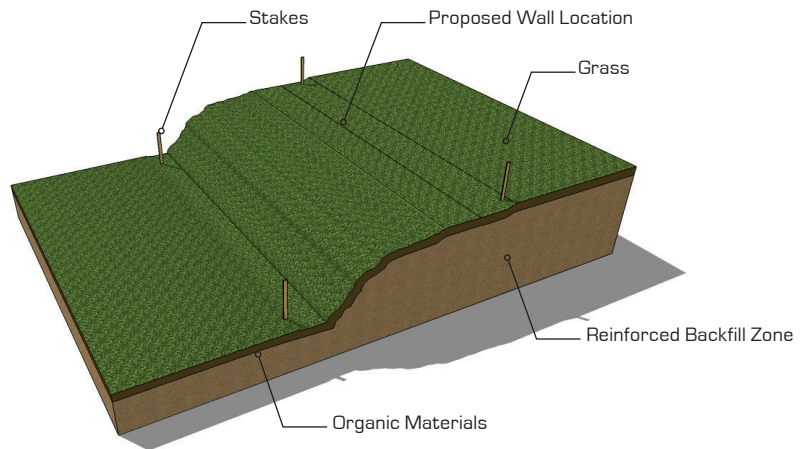 Stakes
Proposed Wall Location
Grass
Reinforced Backfill Zone
Organic Materials